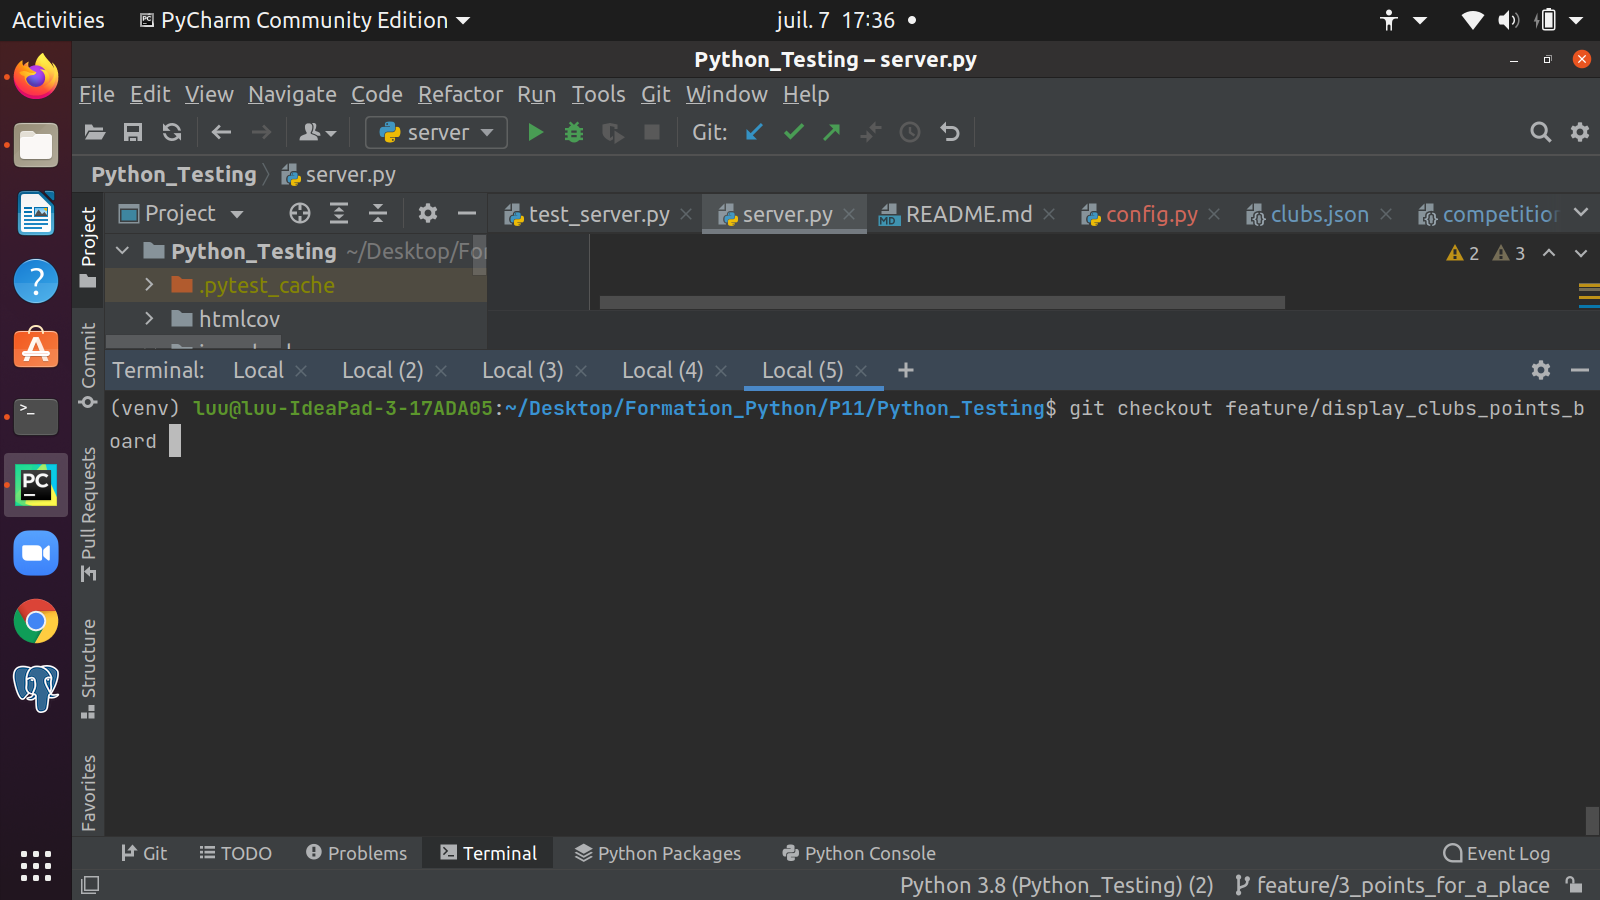 Activities PyCharm Community Edition juil. 7 17:36
Python_Testing – server.py
File Edit View Navigate Code Refactor Run Tools Git Window Help
server Git:
Python_Testing server.py
Project test_server.py server.py README.md config.py clubs.json competition
Python_Testing ~/Desktop/For
2 3
.pytest_cache
htmlcov
Terminal: Local Local (2) Local (3) Local (4) Local (5) +
(venv) luu@luu-IdeaPad-3-17ADA05:~/Desktop/Formation_Python/P11/Python_Testing$ git checkout feature/display_clubs_points_b
oard
Project
Commit
Pull Requests
Structure
Favorites
Git TODO Problems Terminal Python Packages Python Console Event Log
Python 3.8 (Python_Testing) (2) feature/3_points_for_a_place